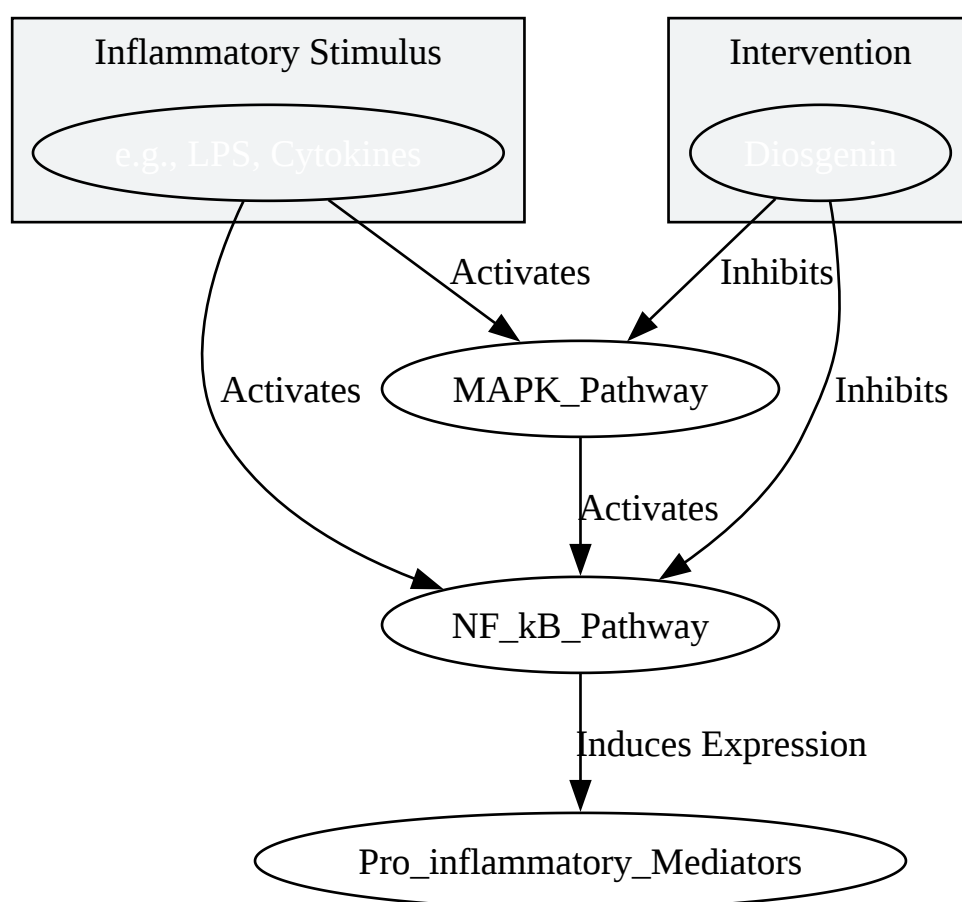 Inflammatory Stimulus
Intervention
e.g., LPS, Cytokines
Diosgenin
Activates
Inhibits
MAPK_Pathway
Activates
Inhibits
Activates
NF_kB_Pathway
Induces Expression
Pro_inflammatory_Mediators